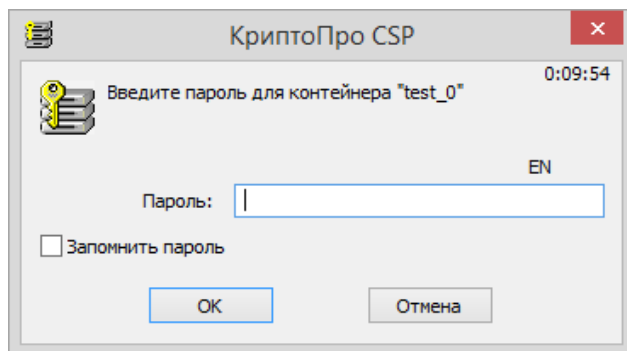 КриптоПро CSP
0:09:54
Введите пароль для контейнера "test_0"
EN
Пароль:
Запомнить пароль
OK
Отмена